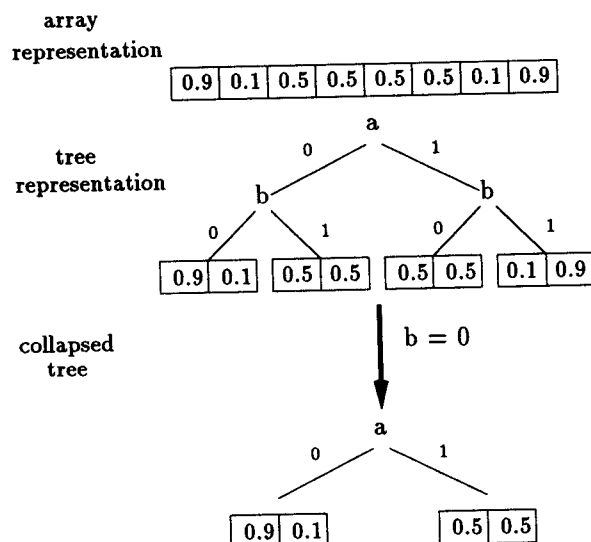 array
representation
0.9 0.1 0.5 0.5 0.5 0.5 0.1 0.9
a
0 1
tree
representation
b b
0 1 0 1
0.9 0.1 0.5 0.5 0.5 0.5 0.1 0.9
b = 0
collapsed
tree
a
0 1
0.9 0.1 0.5 0.5